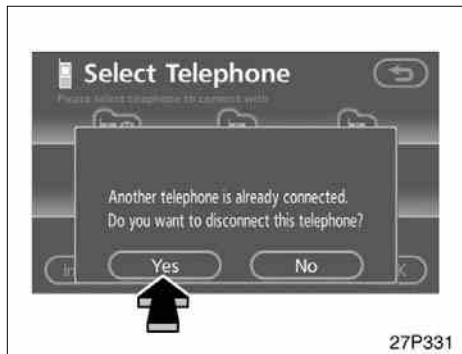 Select Telephone
Please select telephone to connect with
Another telephone is already connected.
Do you want to disconnect this telephone?
Yes
No
27P331